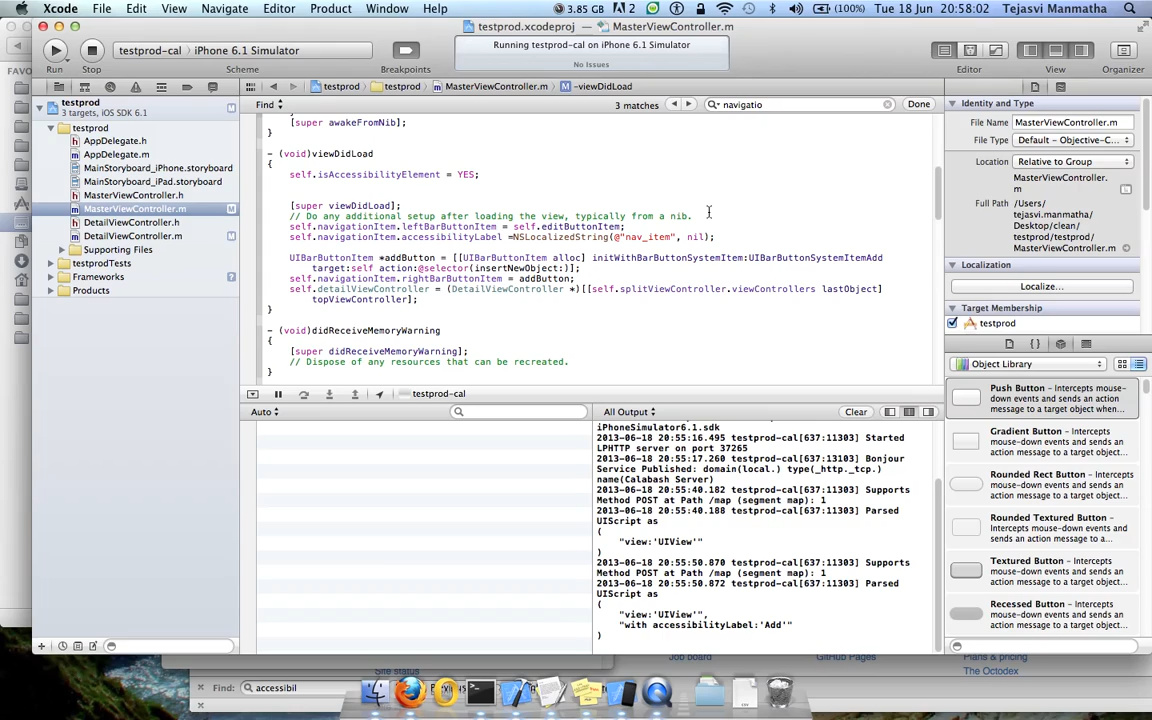 Xcode File Edit View Navigate Editor Product Window Help 3.85 GB 2 (100%) Tue 18 Jun 20:58:02 Tejasvi Manmatha
testprod.xcodeproj — MasterViewController.m
testprod-cal iPhone 6.1 Simulator
Running testprod-cal on iPhone 6.1 Simulator
No Issues
Run Stop Scheme Breakpoints Editor View Organizer
FAVO
testprod testprod MasterViewController.m -viewDidLoad
Find 3 matches navigatio Done
testprod
3 targets, iOS SDK 6.1
M
testprod
AppDelegate.h
AppDelegate.m
MainStoryboard_iPhone.storyboard
MainStoryboard_iPad.storyboard
MasterViewController.h
MasterViewController.m M
DetailViewController.h
DetailViewController.m M
Supporting Files
testprodTests
Frameworks ?
Products
[super awakeFromNib];
}
- (void)viewDidLoad
{
self.isAccessibilityElement = YES;
[super viewDidLoad];
// Do any additional setup after loading the view, typically from a nib.
self.navigationItem.leftBarButtonItem = self.editButtonItem;
self.navigationItem.accessibilityLabel =NSLocalizedString(@"nav_item", nil);
UIBarButtonItem *addButton = [[UIBarButtonItem alloc] initWithBarButtonSystemItem:UIBarButtonSystemItemAdd
target:self action:@selector(insertNewObject:)];
self.navigationItem.rightBarButtonItem = addButton;
self.detailViewController = (DetailViewController *)[[self.splitViewController.viewControllers lastObject]
topViewController];
}
- (void)didReceiveMemoryWarning
{
[super didReceiveMemoryWarning];
// Dispose of any resources that can be recreated.
}
testprod-cal
Auto
All Output Clear
iPhoneSimulator6.1.sdk
2013-06-18 20:55:16.495 testprod-cal[637:11303] Started
LPHTTP server on port 37265
2013-06-18 20:55:17.260 testprod-cal[637:13103] Bonjour
Service Published: domain(local.) type(_http._tcp.)
name(Calabash Server)
2013-06-18 20:55:40.182 testprod-cal[637:11303] Supports
Method POST at Path /map (segment map): 1
2013-06-18 20:55:40.188 testprod-cal[637:11303] Parsed
UIScript as
(
"view:'UIView'"
)
2013-06-18 20:55:50.870 testprod-cal[637:11303] Supports
Method POST at Path /map (segment map): 1
2013-06-18 20:55:50.872 testprod-cal[637:11303] Parsed
UIScript as
(
"view:'UIView'",
"with accessibilityLabel:'Add'"
)
Identity and Type
File Name MasterViewController.m
File Type Default - Objective-C...
Location Relative to Group
MasterViewController.
m
Full Path /Users/
tejasvi.manmatha/
Desktop/clean/
testprod/testprod/
MasterViewController.m
Localization
Localize...
Target Membership
testprod
Object Library
Push Button - Intercepts mouse-
down events and sends an action
message to a target object when...
Gradient Button - Intercepts
mouse-down events and sends an
action message to a target object...
Rounded Rect Button - Intercepts
mouse-down events and sends an
action message to a target object...
Rounded Textured Button -
Intercepts mouse-down events and
sends an action message to a...
Textured Button - Intercepts
mouse-down events and sends an
action message to a target object...
Recessed Button - Intercepts
mouse-down events and sends an
action message to a target object...
Job board GitHub Pages Plans & pricing
Site status The Octodex
Find: accessibil